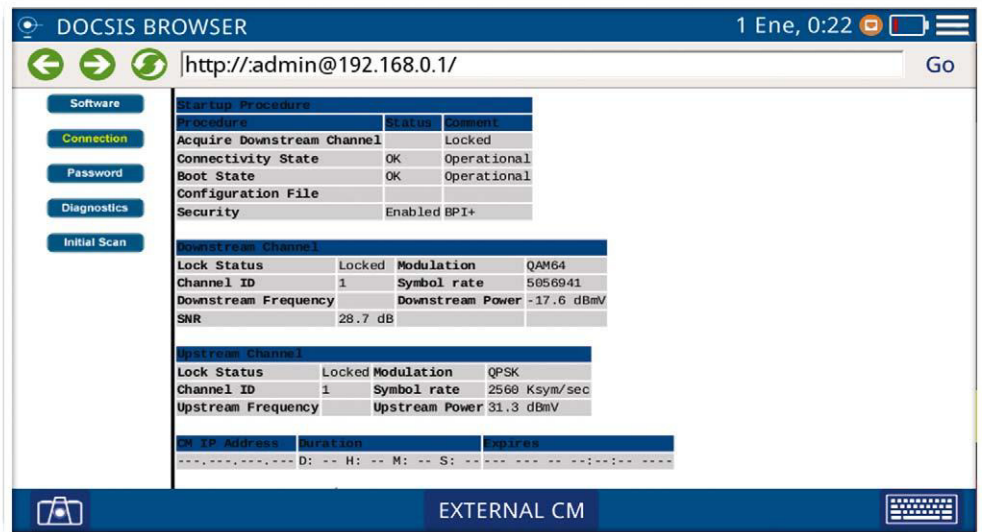 DOCSIS BROWSER 1 Ene, 0:22
http://:admin@192.168.0.1/ Go
Software
Connection
Password
Diagnostics
Initial Scan
Startup Procedure
Procedure Status Comment
Acquire Downstream Channel Locked
Connectivity State OK Operational
Boot State OK Operational
Configuration File
Security Enabled BPI+
Downstream Channel
Lock Status Locked Modulation QAM64
Channel ID 1 Symbol rate 5056941
Downstream Frequency Downstream Power -17.6 dBmV
SNR 28.7 dB
Upstream Channel
Lock Status Locked Modulation QPSK
Channel ID 1 Symbol rate 2560 Ksym/sec
Upstream Frequency Upstream Power 31.3 dBmV
CM IP Address Duration Expires
---.---.---.--- D: -- H: -- M: -- S: -- --- --- -- --:--:-- ----
EXTERNAL CM